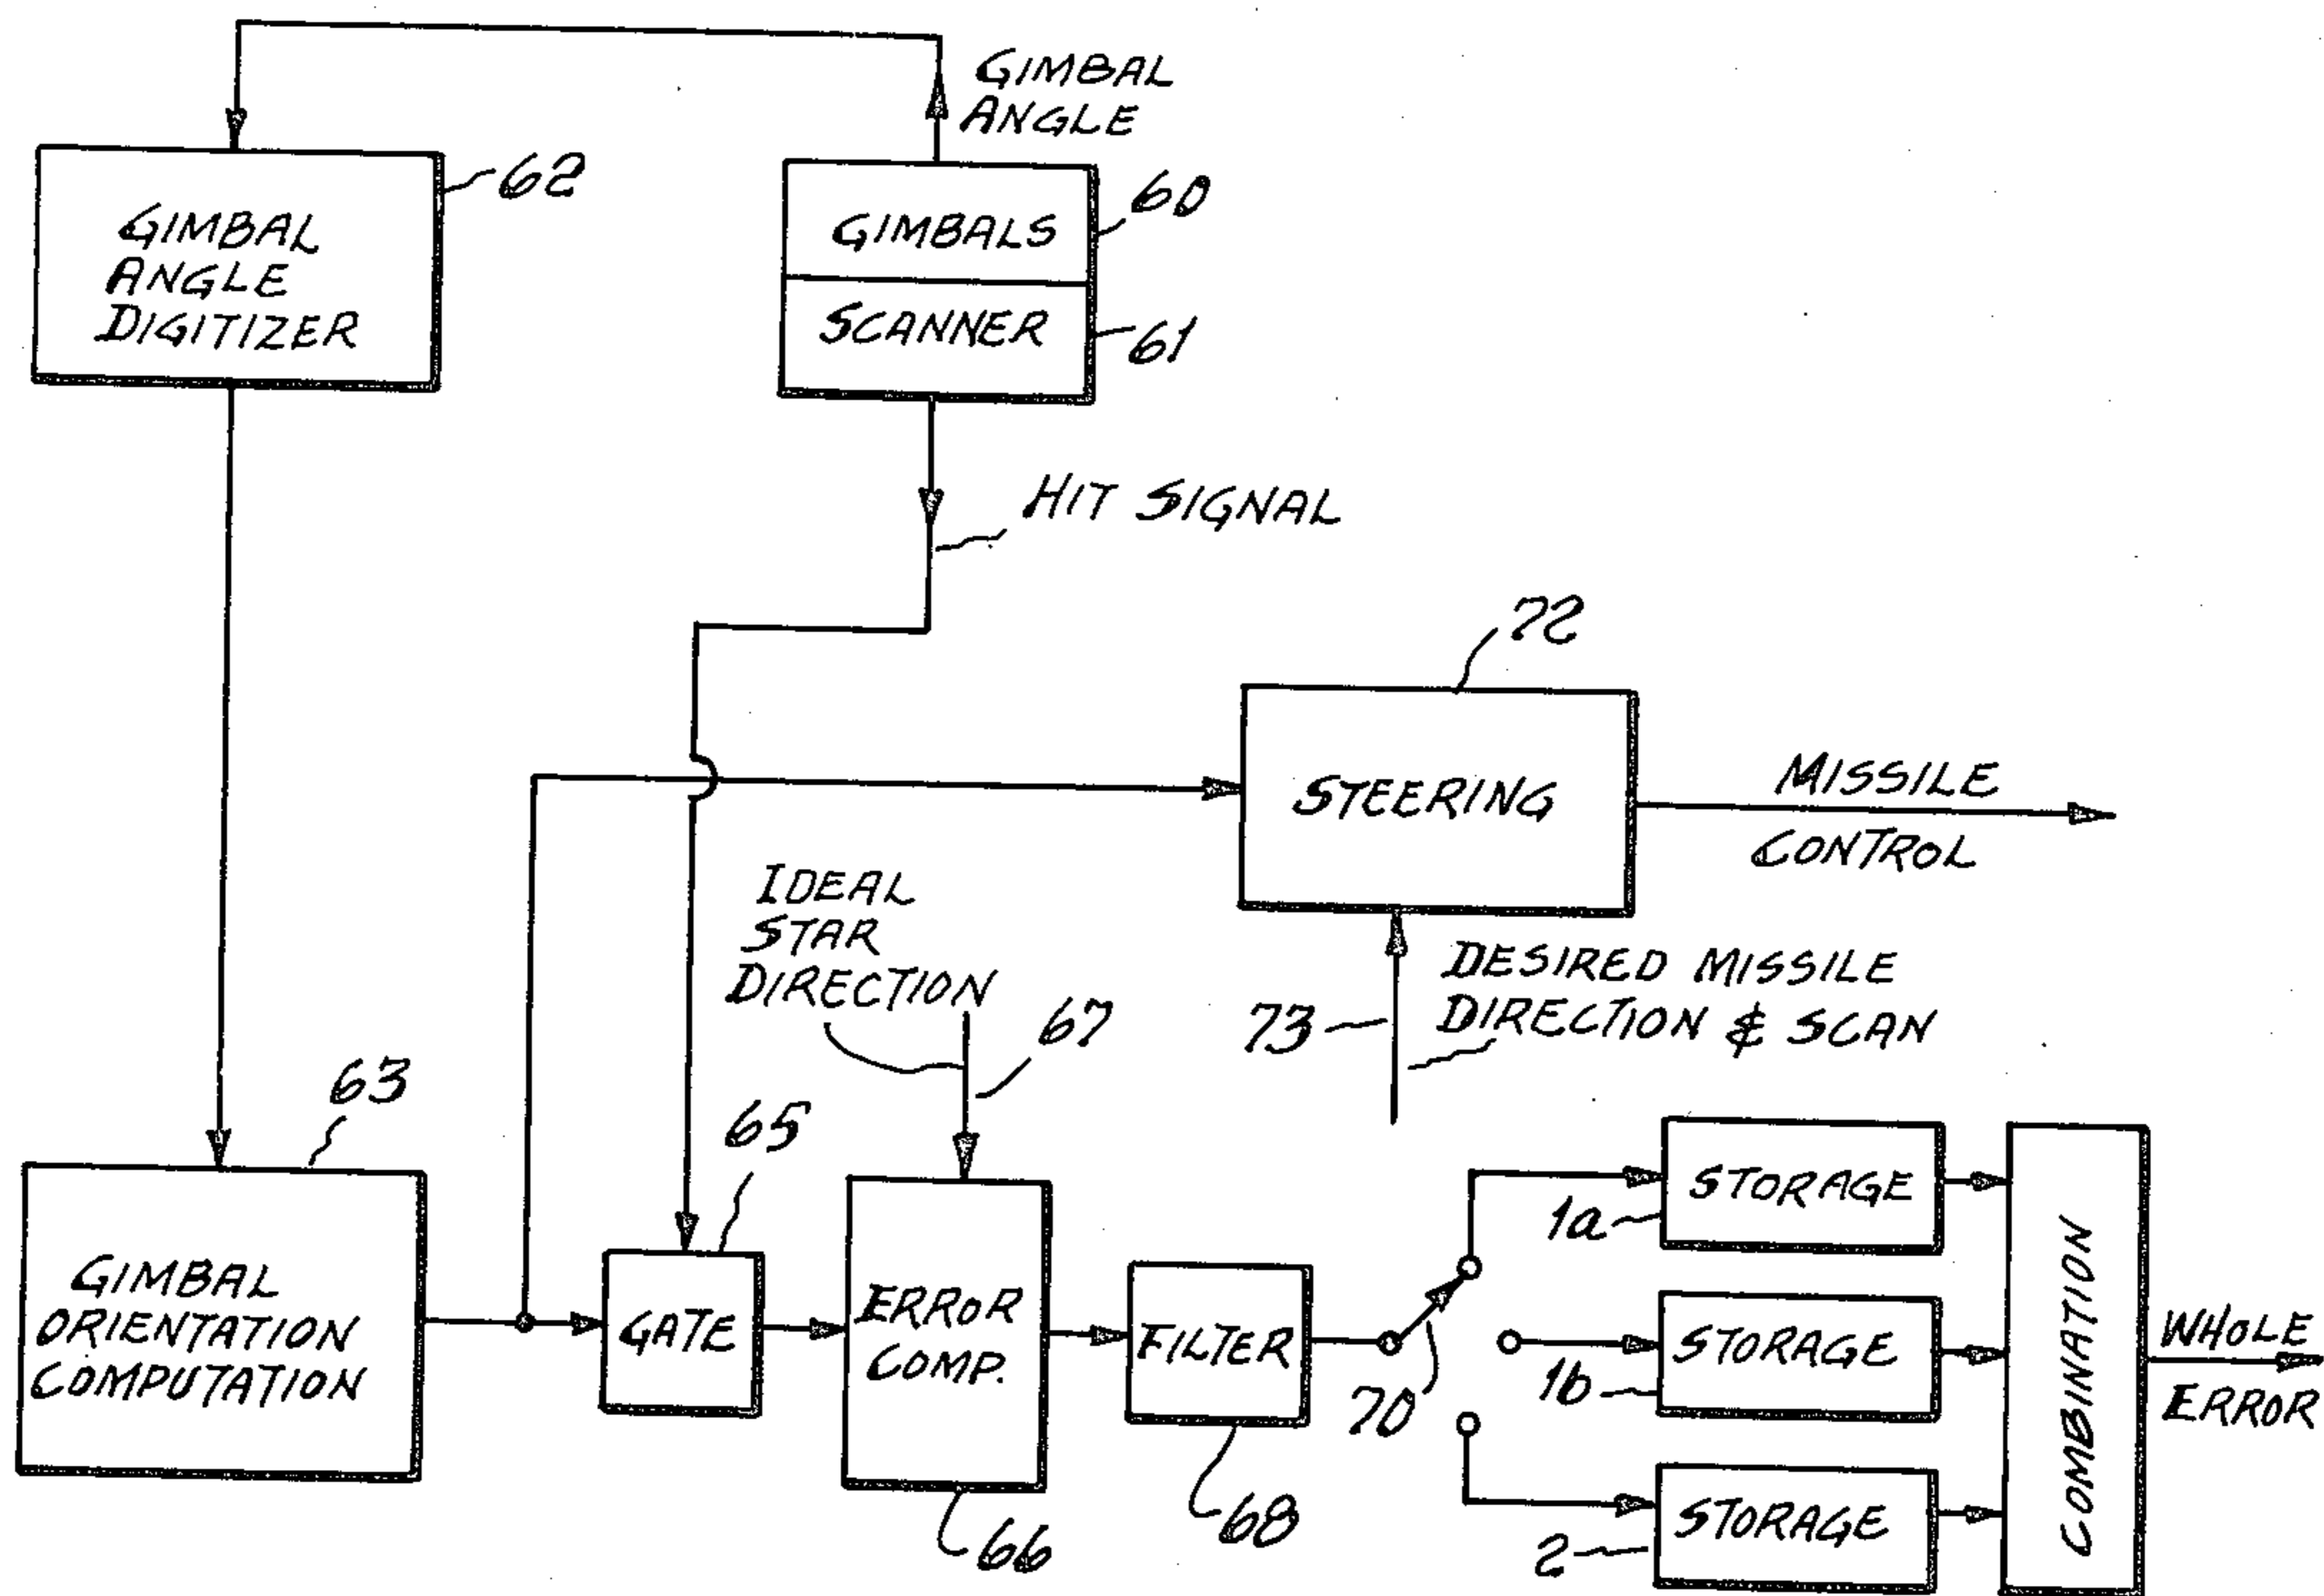 GIMBAL
ANGLE
62
GIMBAL
ANGLE
DIGITIZER
60
GIMBALS
SCANNER
61
HIT SIGNAL
72
STEERING
MISSILE
CONTROL
IDEAL
STAR
DIRECTION
67
73
DESIRED MISSILE
DIRECTION & SCAN
63
65
GIMBAL
ORIENTATION
COMPUTATION
GATE
ERROR
COMP.
66
FILTER
68
70
1a
STORAGE
1b
STORAGE
2
STORAGE
COMBINATION
WHOLE
ERROR